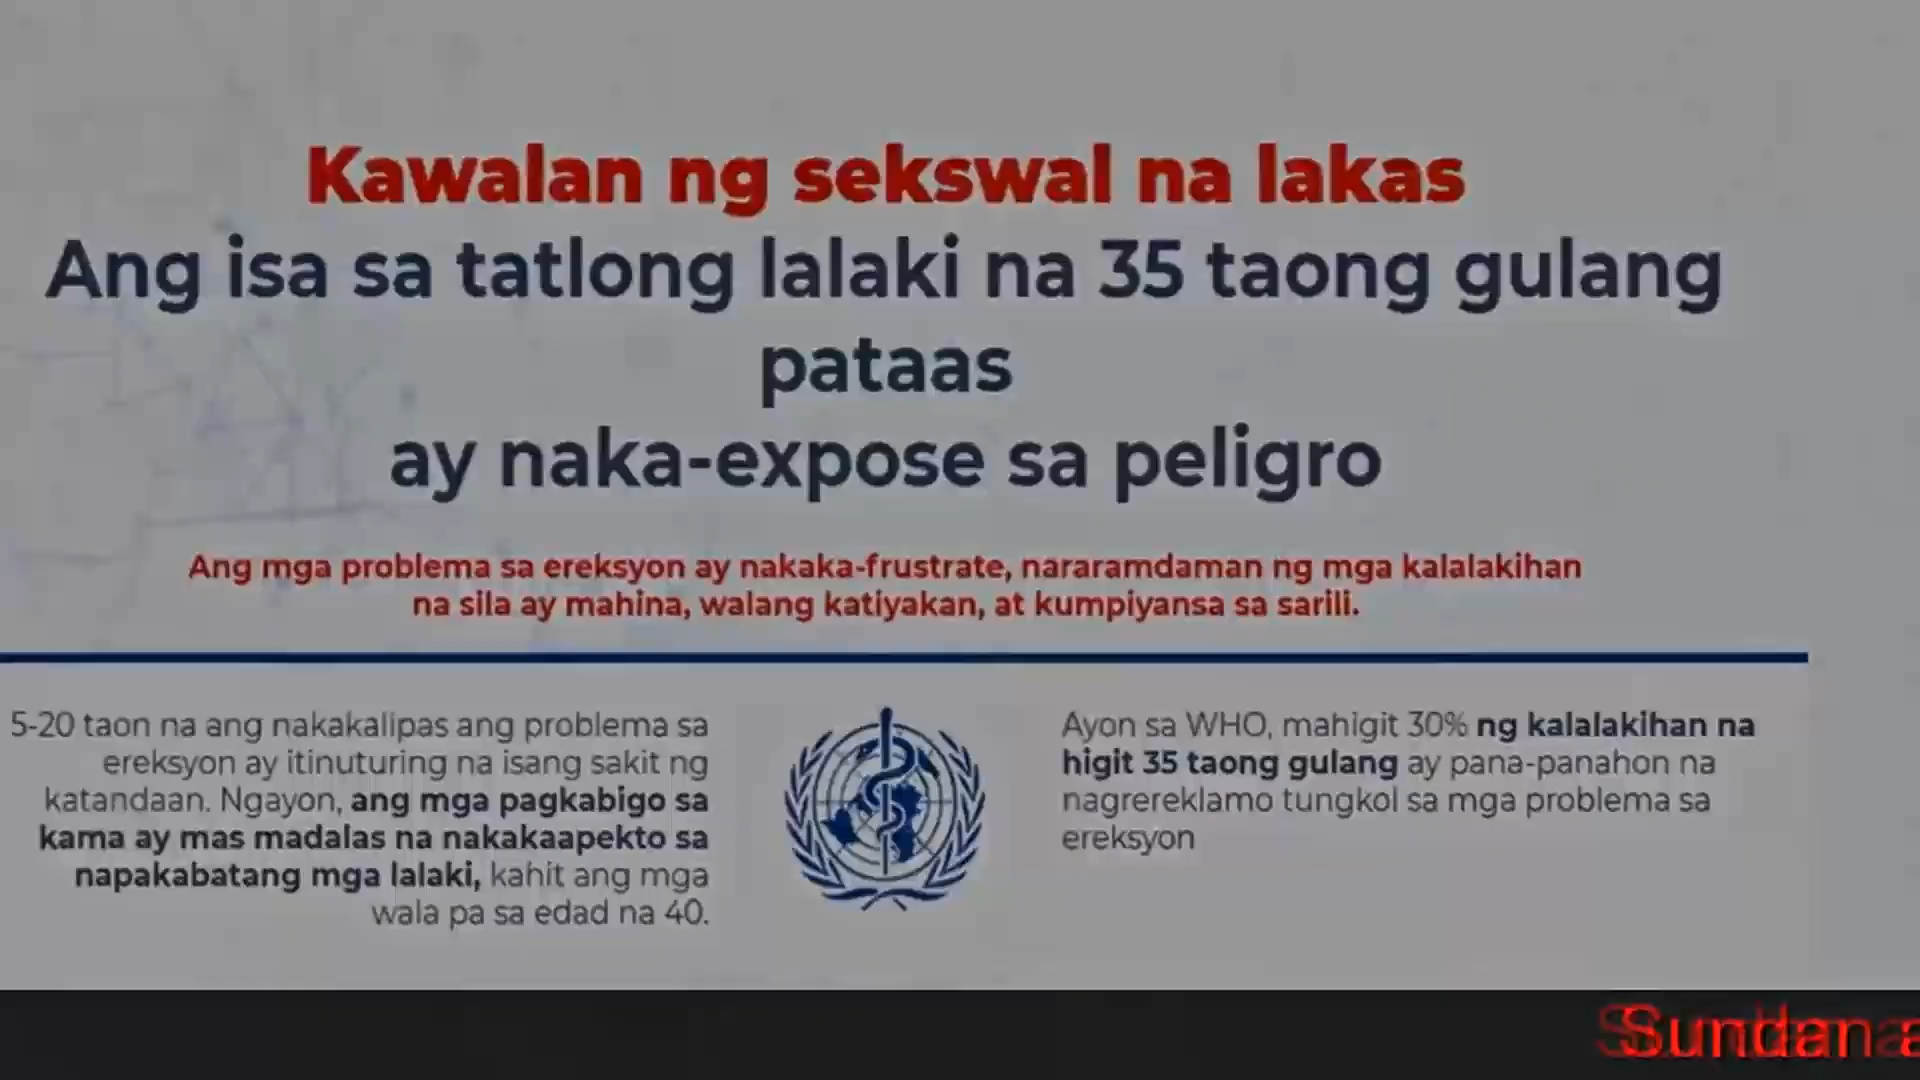 Kawalan ng sekswal na lakas
Ang isa sa tatlong lalaki na 35 taong gulang
pataas
ay naka-expose sa peligro
Ang mga problema sa ereksyon ay nakaka-frustrate, nararamdaman ng mga kalalakihan
na sila ay mahina, walang katiyakan, at kumpiyansa sa sarili.
5-20 taon na ang nakakalipas ang problema sa
ereksyon ay itinuturing na isang sakit ng
katandaan. Ngayon, ang mga pagkabigo sa
kama ay mas madalas na nakakaapekto sa
napakabatang mga lalaki, kahit ang mga
wala pa sa edad na 40.
Ayon sa WHO, mahigit 30% ng kalalakihan na
higit 35 taong gulang ay pana-panahon na
nagrereklamo tungkol sa mga problema sa
ereksyon
Sundan